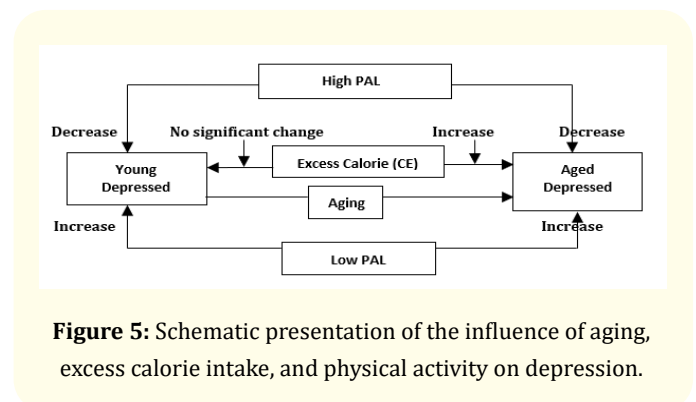 High PAL
Decrease
No significant change
Increase
Decrease
Young
Depressed
Excess Calorie (CE)
Aged
Depressed
Aging
Increase
Increase
Low PAL
Figure 5: Schematic presentation of the influence of aging,
excess calorie intake, and physical activity on depression.